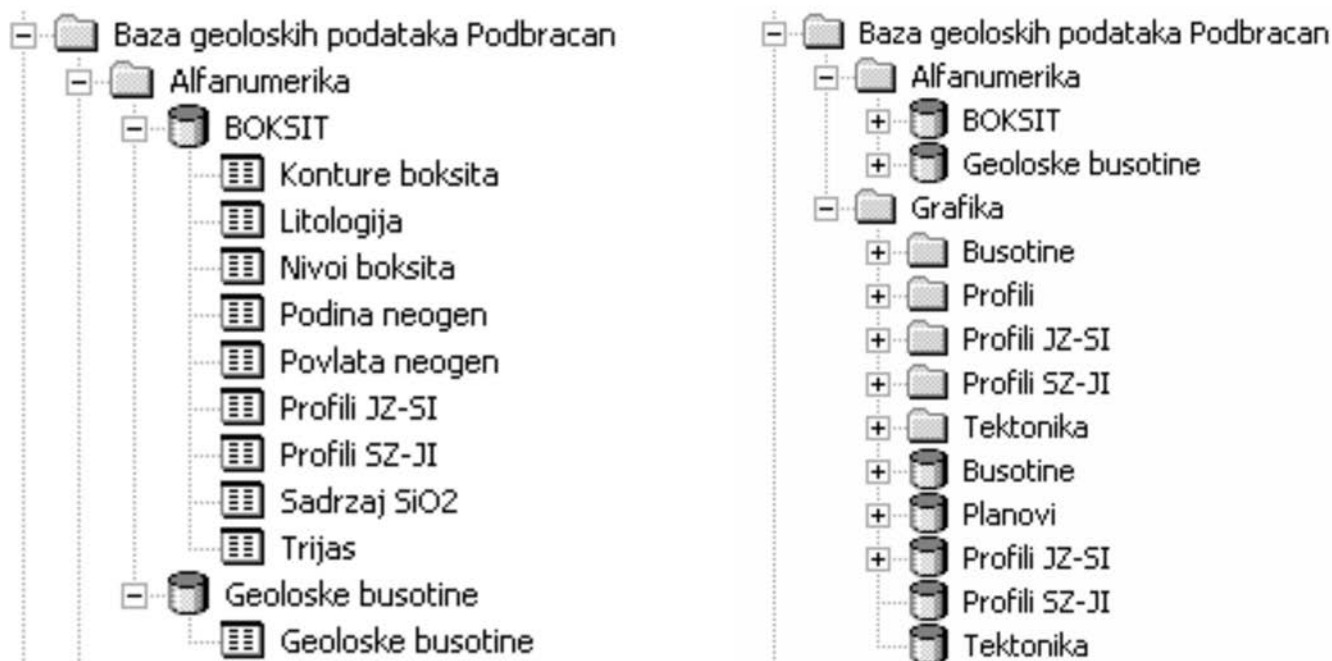 Baza geoloskih podataka Podbracan
Alfanumerika
BOKSIT
Konture boksita
Litologija
Nivoi boksita
Podina neogen
Povlata neogen
Profili JZ-SI
Profili SZ-JI
Sadrzaj SiO2
Trijas
Geoloske busotine
Geoloske busotine
Baza geoloskih podataka Podbracan
Alfanumerika
BOKSIT
Geoloske busotine
Grafika
Busotine
Profili
Profili JZ-SI
Profili SZ-JI
Tektonika
Busotine
Planovi
Profili JZ-SI
Profili SZ-JI
Tektonika